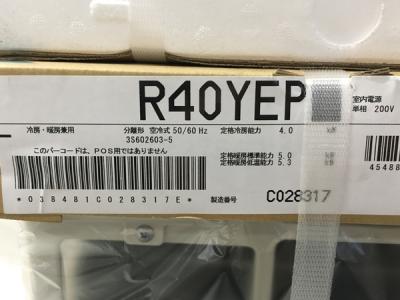 R40YEP
室内電源
単相 200V
冷房・暖房兼用 分離形 空冷式 50/60Hz 定格冷房能力 4.0 kW
3S602603-5
このバーコードは、POS用ではありません
定格暖房標準能力 5.0 kW
定格暖房低温能力 5.3 kW
*038481C028317E* 製造番号 C028317
45488